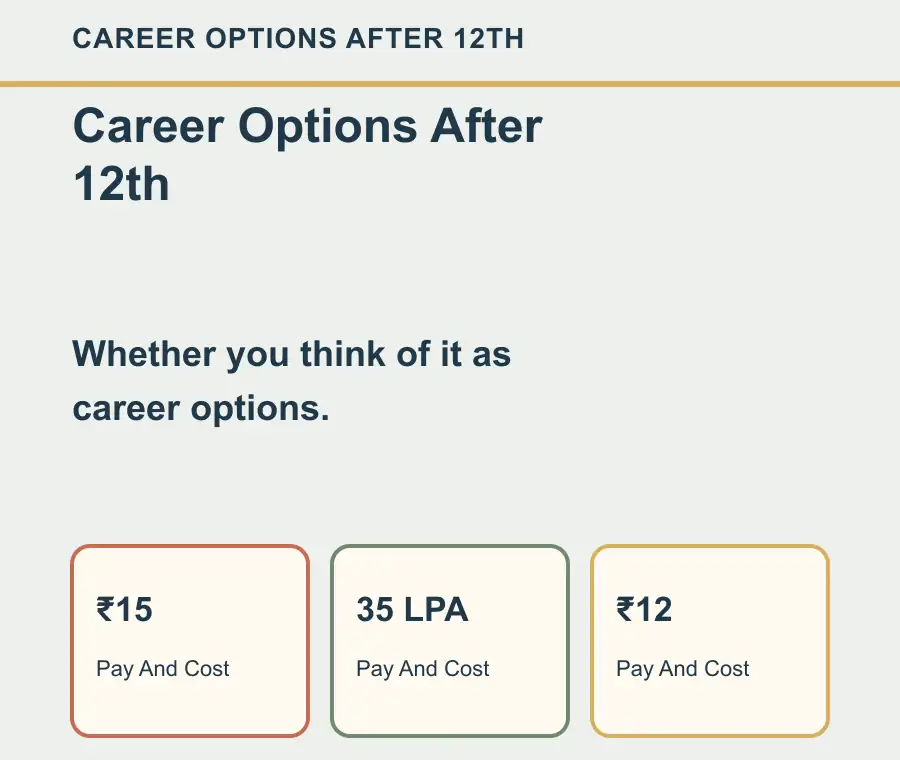 CAREER OPTIONS AFTER 12TH
Career Options After
12th
Whether you think of it as
career options.
₹15
Pay And Cost
35 LPA
Pay And Cost
₹12
Pay And Cost